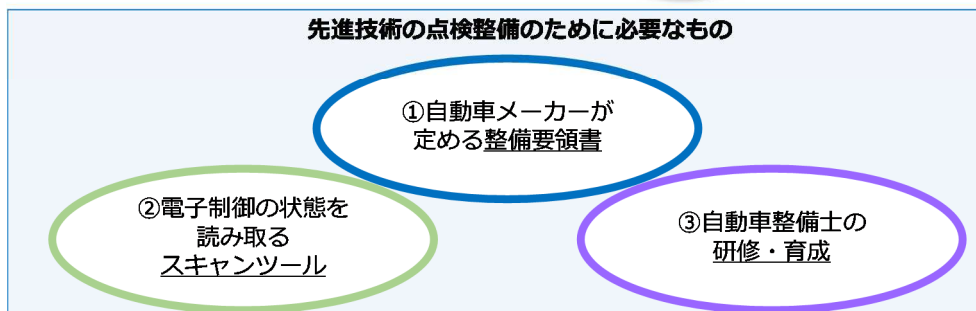 先進技術の点検整備のために必要なもの
①自動車メーカーが
定める整備要領書
②電子制御の状態を
読み取る
スキャンツール
③自動車整備士の
研修・育成